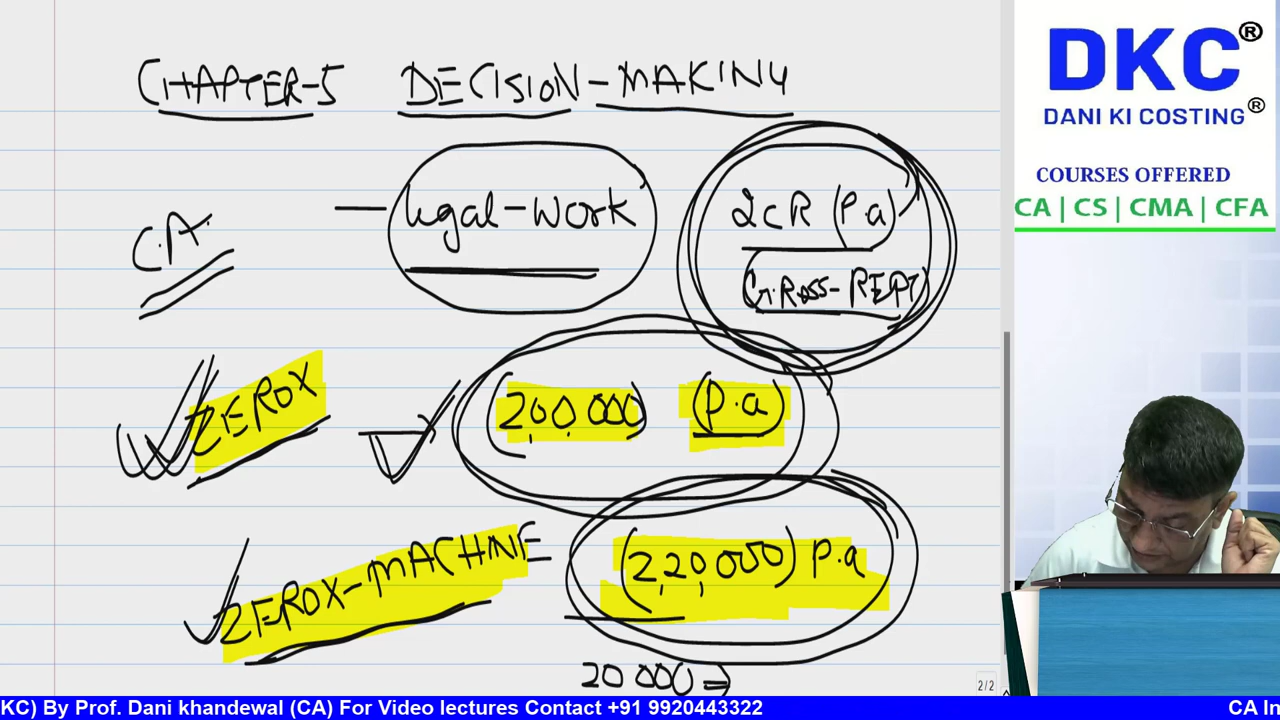 CHAPTER-5 DECISION-MAKING
C.A.
— legal-work
2CR (P.a)
(GROSS-REPT)
ZEROX (2,00,000) (P.a)
ZEROX-MACHINE (2,20,000) P.a
20 000 ⇒
2/2
DKC®
DANI KI COSTING®
COURSES OFFERED
CA | CS | CMA | CFA
KC) By Prof. Dani khandewal (CA) For Video lectures Contact +91 9920443322 CA In